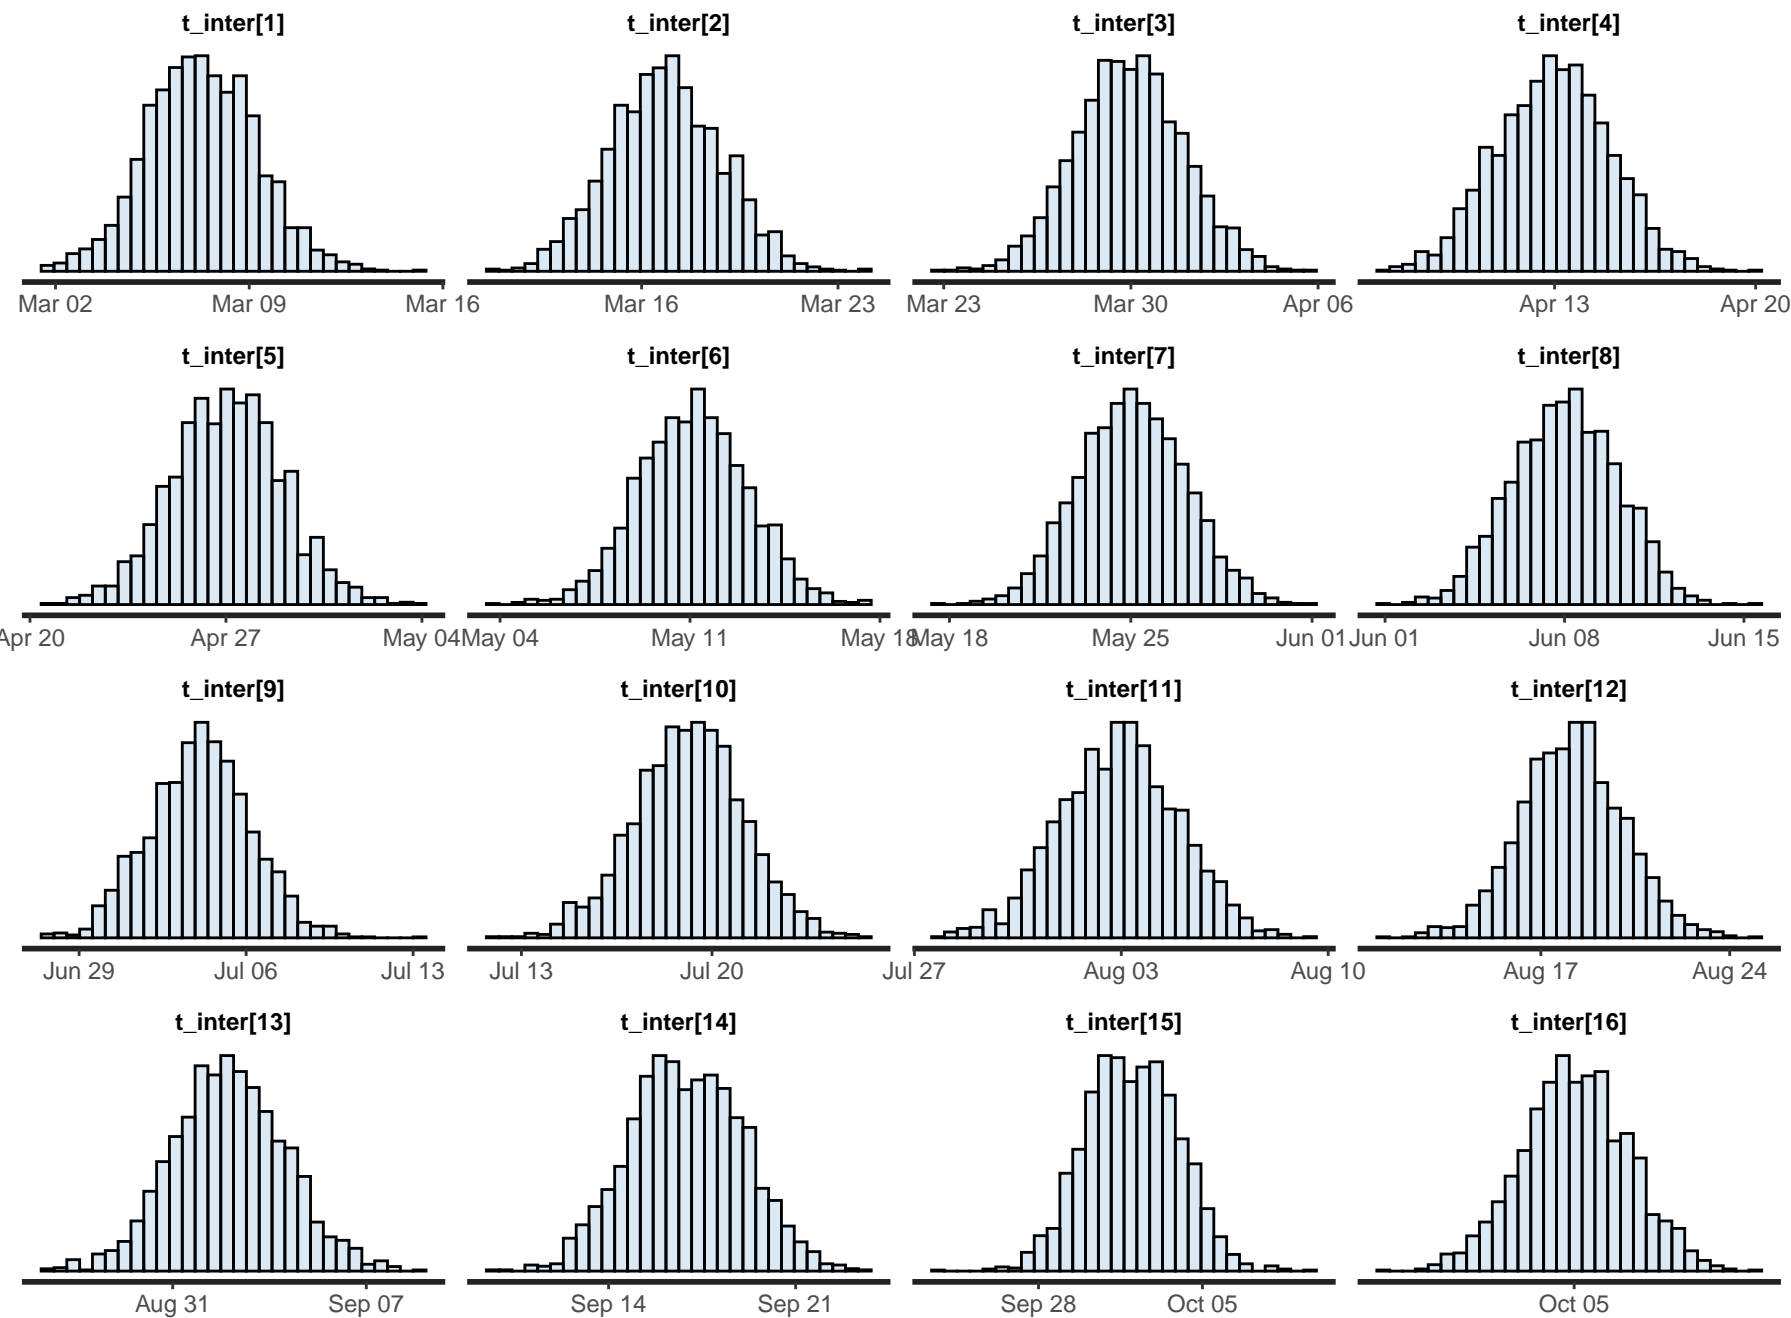 t_inter[1] t_inter[2] t_inter[3] t_inter[4]
Mar 02 Mar 09 Mar 16 Mar 16 Mar 23 Mar 23 Mar 30 Apr 06 Apr 13 Apr 20
t_inter[5] t_inter[6] t_inter[7] t_inter[8]
Apr 20 Apr 27 May 04 May 04 May 11 May 18 May 18 May 25 Jun 01 Jun 01 Jun 08 Jun 15
t_inter[9] t_inter[10] t_inter[11] t_inter[12]
Jun 29 Jul 06 Jul 13 Jul 13 Jul 20 Jul 27 Aug 03 Aug 10 Aug 17 Aug 24
t_inter[13] t_inter[14] t_inter[15] t_inter[16]
Aug 31 Sep 07 Sep 14 Sep 21 Sep 28 Oct 05 Oct 05